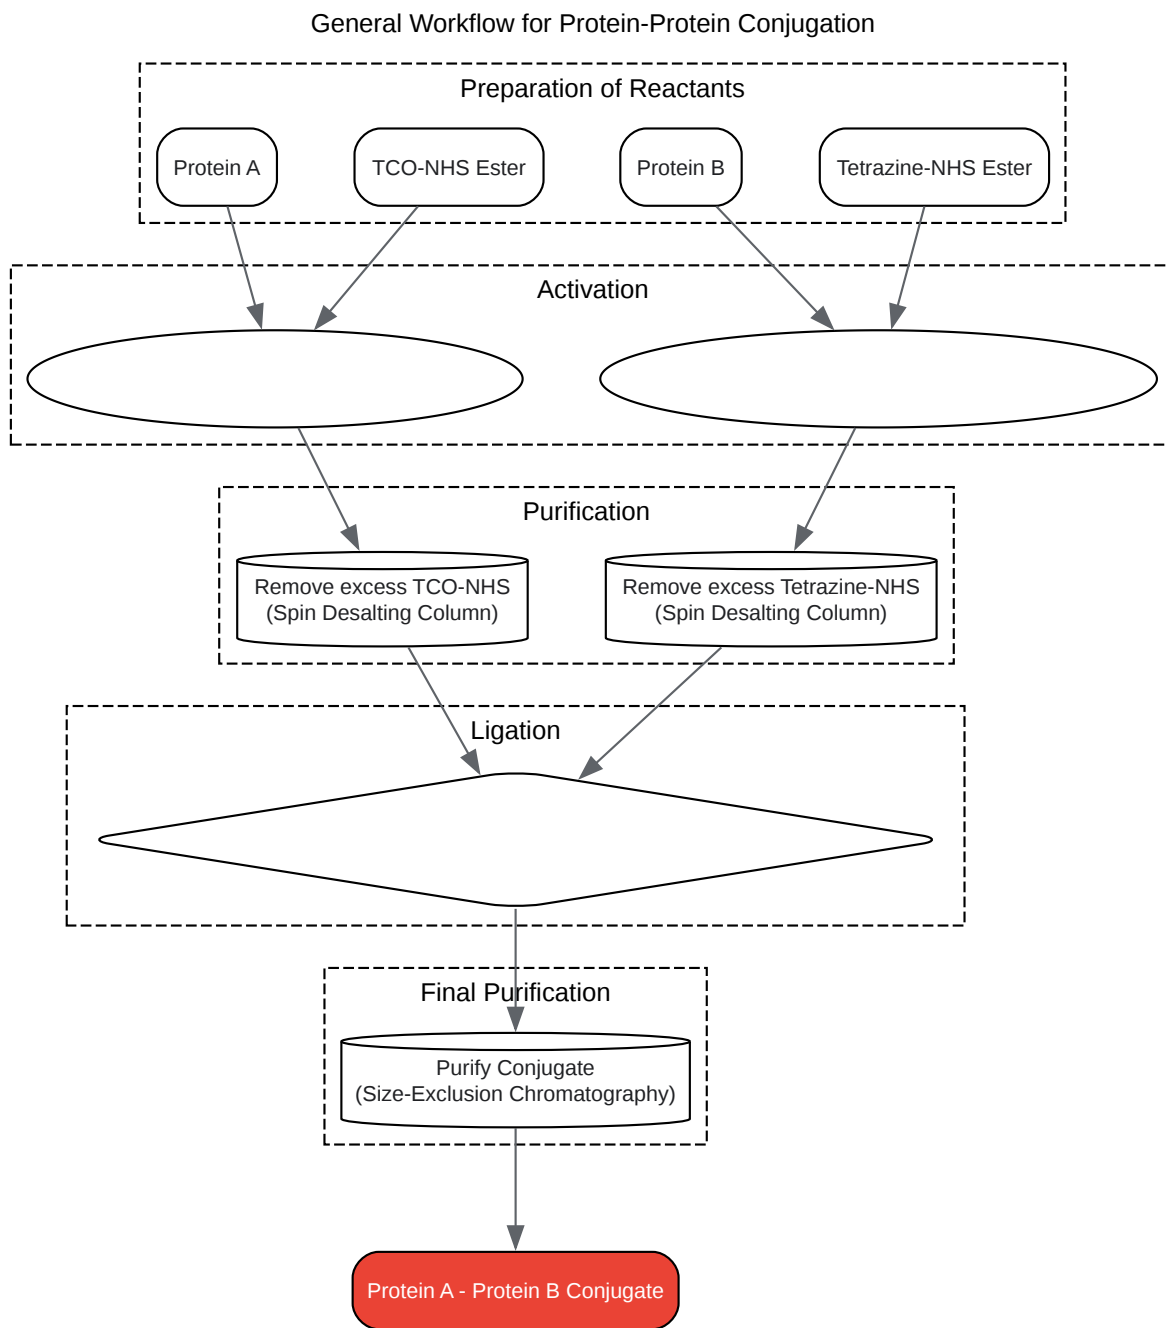 General Workflow for Protein-Protein Conjugation
Preparation of Reactants
Protein A
TCO-NHS Ester
Protein B
Tetrazine-NHS Ester
Activation
Purification
Remove excess TCO-NHS
(Spin Desalting Column)
Remove excess Tetrazine-NHS
(Spin Desalting Column)
Ligation
Final Purification
Purify Conjugate
(Size-Exclusion Chromatography)
Protein A - Protein B Conjugate